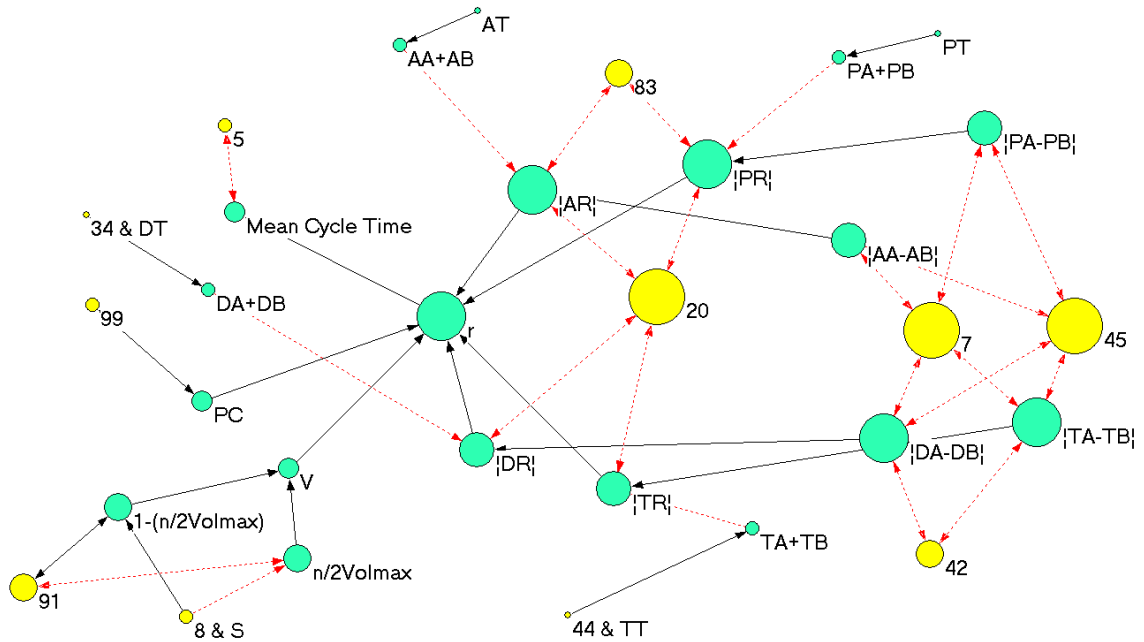 AT
AA+AB
PT
PA+PB
83
5
¦PA-PB¦
¦PR¦
¦AR¦
Mean Cycle Time
34 & DT
¦AA-AB¦
DA+DB
20
99
r
7
45
PC
¦DR¦
¦DA-DB¦
¦TA-TB¦
V
¦TR¦
1-(n/2Volmax)
TA+TB
n/2Volmax
42
91
8 & S
44 & TT